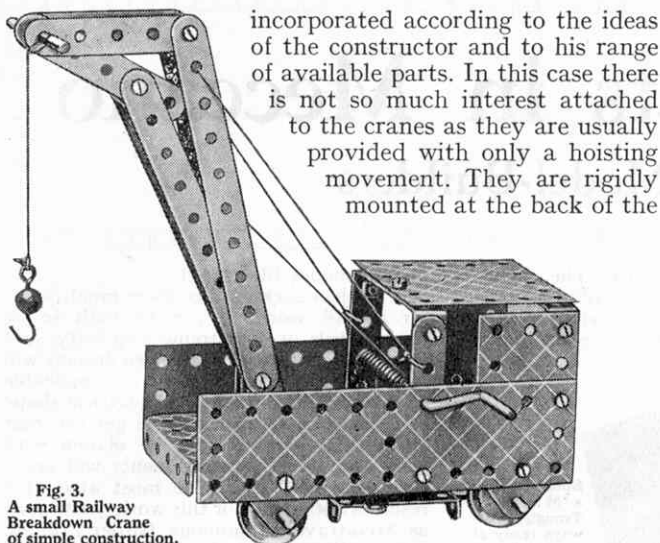 incorporated according to the ideas
of the constructor and to his range
of available parts. In this case there
is not so much interest attached
to the cranes as they are usually
provided with only a hoisting
movement. They are rigidly
mounted at the back of the
Fig. 3.
A small Railway
Breakdown Crane
of simple construction.